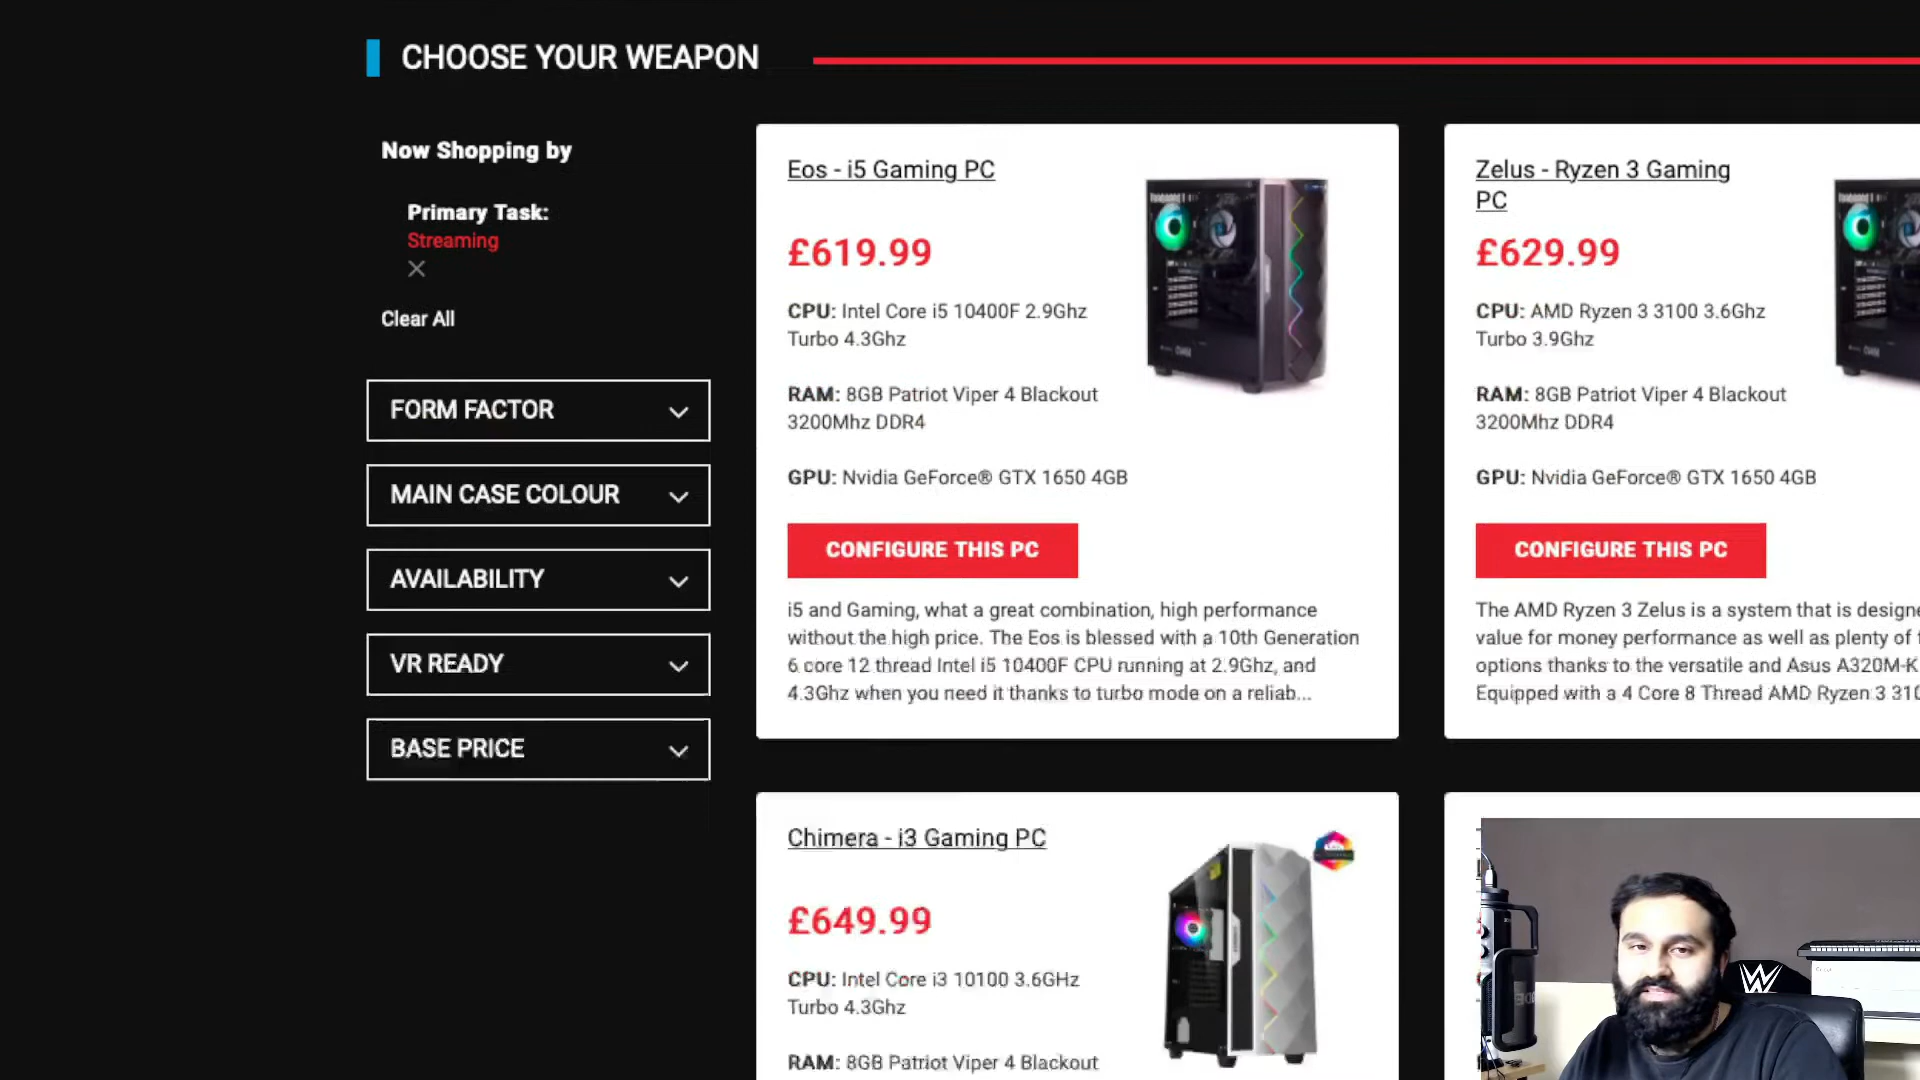 CHOOSE YOUR WEAPON
Now Shopping by
Primary Task:
Streaming
Clear All
FORM FACTOR
MAIN CASE COLOUR
AVAILABILITY
VR READY
BASE PRICE
Eos - i5 Gaming PC
£619.99
CPU: Intel Core i5 10400F 2.9Ghz
Turbo 4.3Ghz
RAM: 8GB Patriot Viper 4 Blackout
3200Mhz DDR4
GPU: Nvidia GeForce® GTX 1650 4GB
CONFIGURE THIS PC
i5 and Gaming, what a great combination, high performance
without the high price. The Eos is blessed with a 10th Generation
6 core 12 thread Intel i5 10400F CPU running at 2.9Ghz, and
4.3Ghz when you need it thanks to turbo mode on a reliab...
Zelus - Ryzen 3 Gaming
PC
£629.99
CPU: AMD Ryzen 3 3100 3.6Ghz
Turbo 3.9Ghz
RAM: 8GB Patriot Viper 4 Blackout
3200Mhz DDR4
GPU: Nvidia GeForce® GTX 1650 4GB
CONFIGURE THIS PC
The AMD Ryzen 3 Zelus is a system that is designe
value for money performance as well as plenty of
options thanks to the versatile and Asus A320M-K
Equipped with a 4 Core 8 Thread AMD Ryzen 3 310
Chimera - i3 Gaming PC
£649.99
CPU: Intel Core i3 10100 3.6GHz
Turbo 4.3Ghz
RAM: 8GB Patriot Viper 4 Blackout